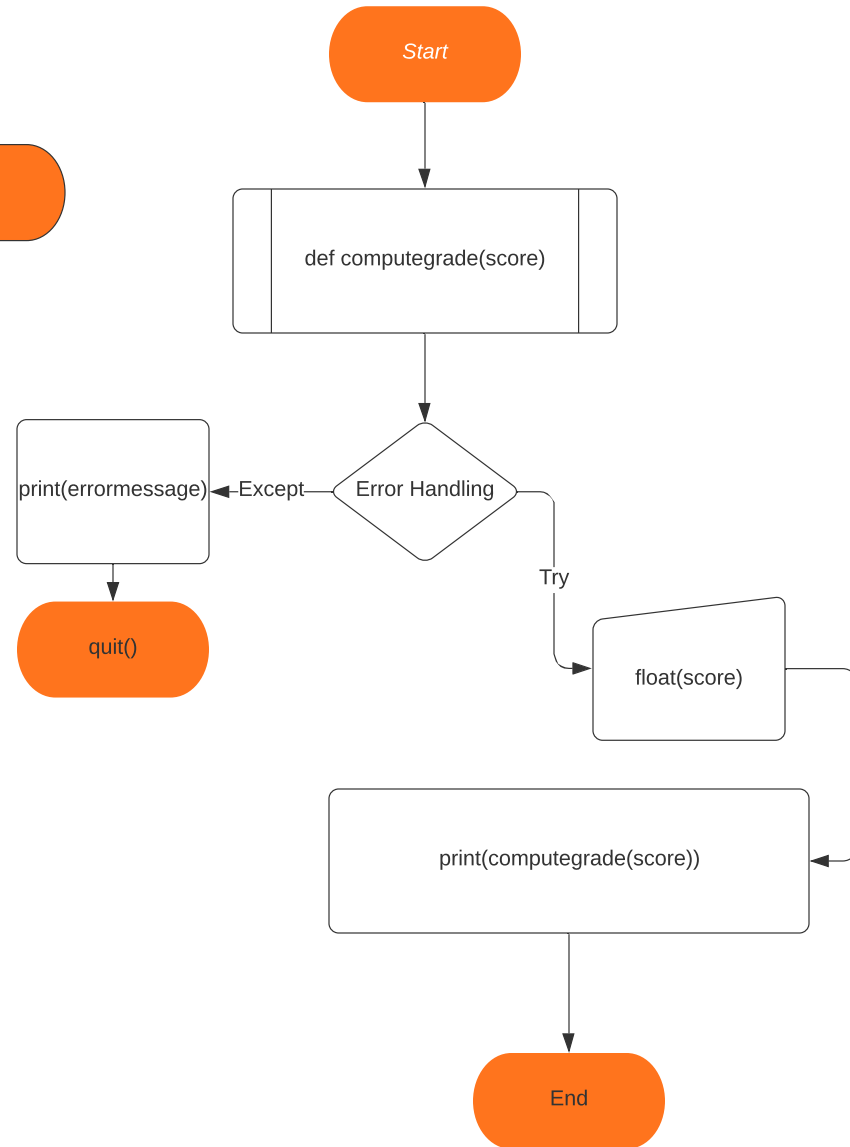 Start
def computegrade(score)
Error Handling
Except
print(errormessage)
Try
quit()
float(score)
print(computegrade(score))
End